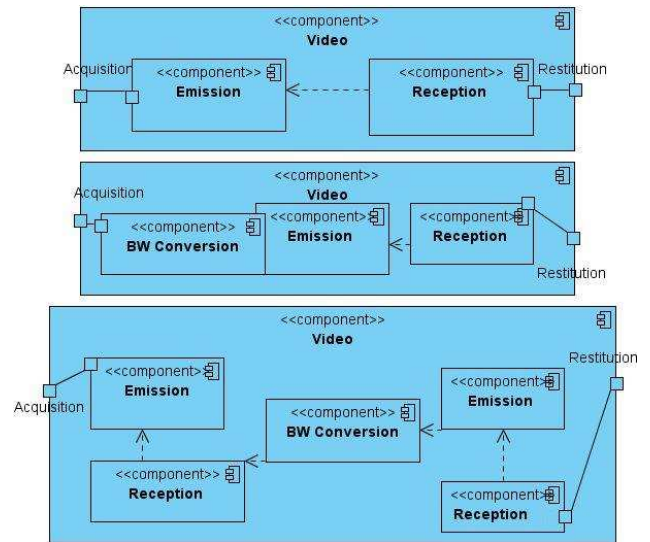 <<component>>
Video
Acquisition
<<component>>
Emission
<<component>>
Reception
Restitution
<<component>>
Video
Acquisition
<<component>>
BW Conversion
<<component>>
Emission
<<component>>
Reception
Restitution
<<component>>
Video
Acquisition
<<component>>
Emission
<<component>>
Reception
<<component>>
BW Conversion
<<component>>
Emission
<<component>>
Reception
Restitution